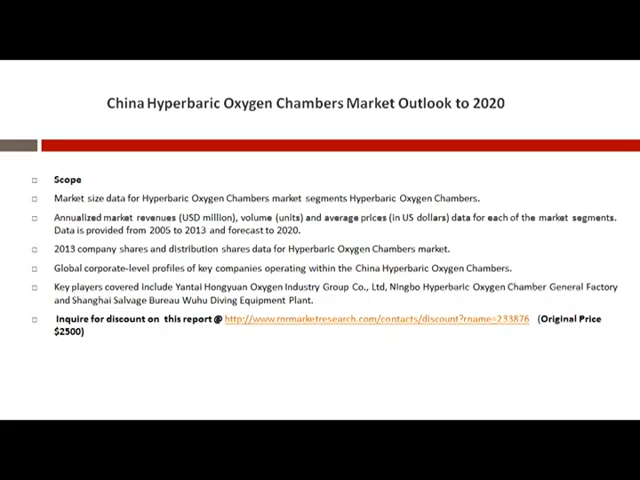 China Hyperbaric Oxygen Chambers Market Outlook to 2020
Scope
Market size data for Hyperbaric Oxygen Chambers market segments Hyperbaric Oxygen Chambers.
Annualized market revenues (USD million), volume (units) and average prices (in US dollars) data for each of the market segments.
Data is provided from 2005 to 2013 and forecast to 2020.
2013 company shares and distribution shares data for Hyperbaric Oxygen Chambers market.
Global corporate-level profiles of key companies operating within the China Hyperbaric Oxygen Chambers.
Key players covered include Yantai Hongyuan Oxygen Industry Group Co., Ltd, Ningbo Hyperbaric Oxygen Chamber General Factory
and Shanghai Salvage Bureau Wuhu Diving Equipment Plant.
Inquire for discount on this report @ http://www.rnrmarketresearch.com/contacts/discount?rname=233876 (Original Price
$2500)